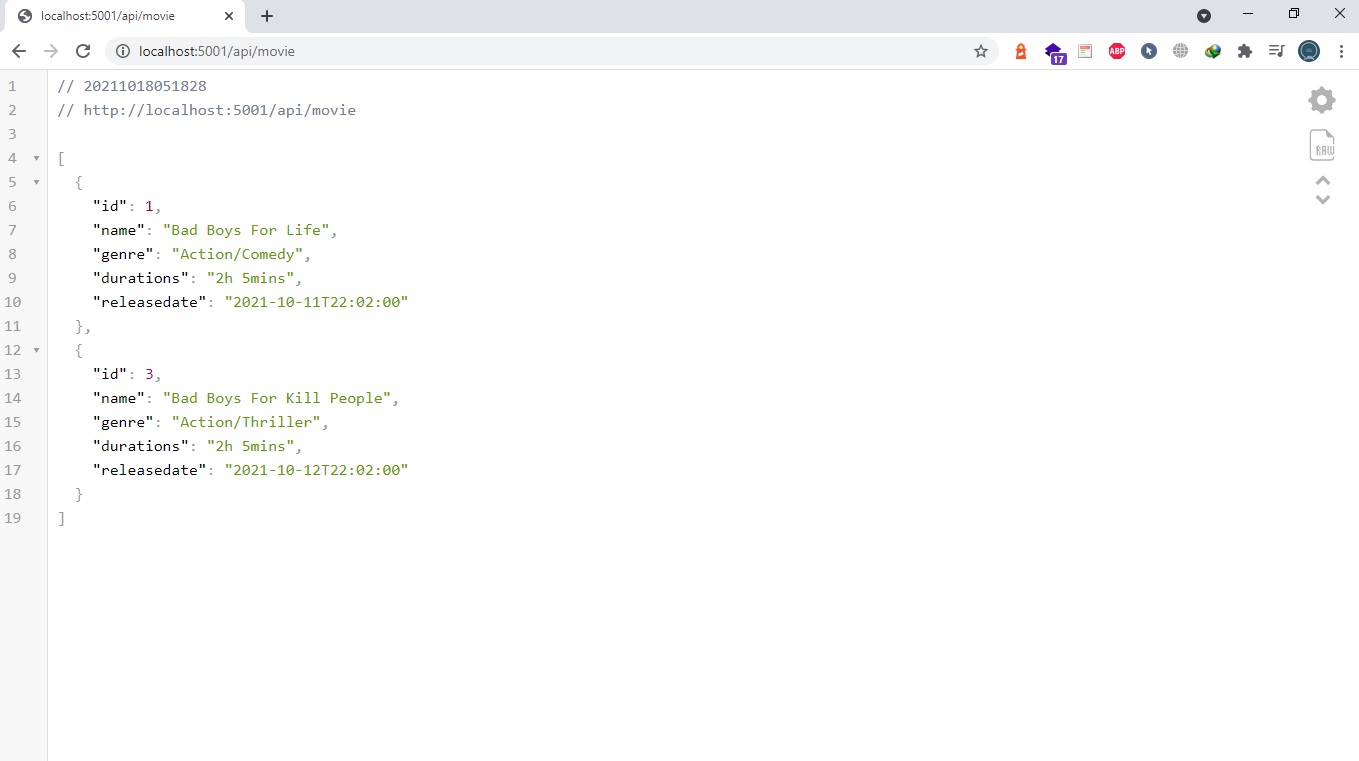 localhost:5001/api/movie
localhost:5001/api/movie
ABP
17
1 // 20211018051828
2 // http://localhost:5001/api/movie
3
4 [
5 {
6 "id": 1,
7 "name": "Bad Boys For Life",
8 "genre": "Action/Comedy",
9 "durations": "2h 5mins",
10 "releasedate": "2021-10-11T22:02:00"
11 },
12 {
13 "id": 3,
14 "name": "Bad Boys For Kill People",
15 "genre": "Action/Thriller",
16 "durations": "2h 5mins",
17 "releasedate": "2021-10-12T22:02:00"
18 }
19 ]
RAW